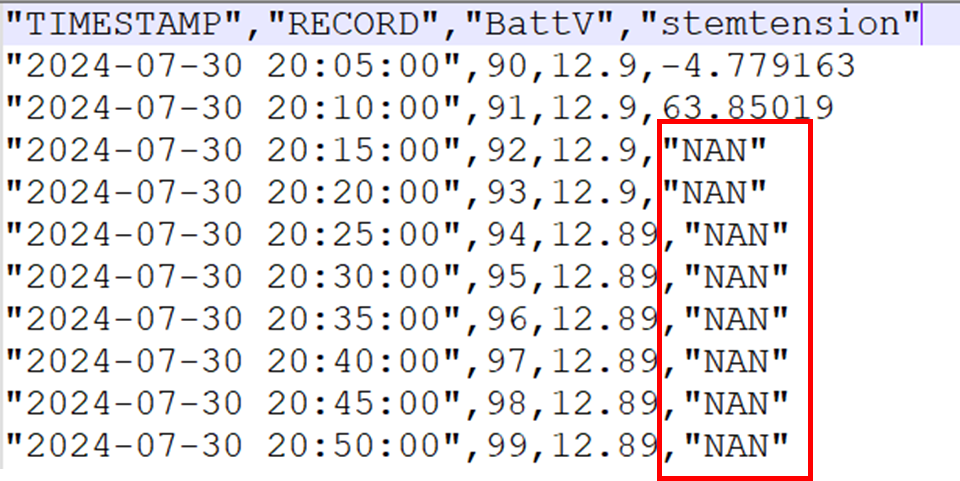 "TIMESTAMP","RECORD","BattV","stemtension"
"2024-07-30 20:05:00",90,12.9,-4.779163
"2024-07-30 20:10:00",91,12.9,63.85019
"2024-07-30 20:15:00",92,12.9,"NAN"
"2024-07-30 20:20:00",93,12.9,"NAN"
"2024-07-30 20:25:00",94,12.89,"NAN"
"2024-07-30 20:30:00",95,12.89,"NAN"
"2024-07-30 20:35:00",96,12.89,"NAN"
"2024-07-30 20:40:00",97,12.89,"NAN"
"2024-07-30 20:45:00",98,12.89,"NAN"
"2024-07-30 20:50:00",99,12.89,"NAN"